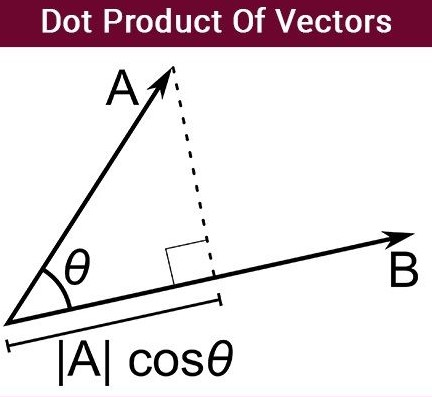 Dot Product Of Vectors
A
θ
B
|A| cosθ